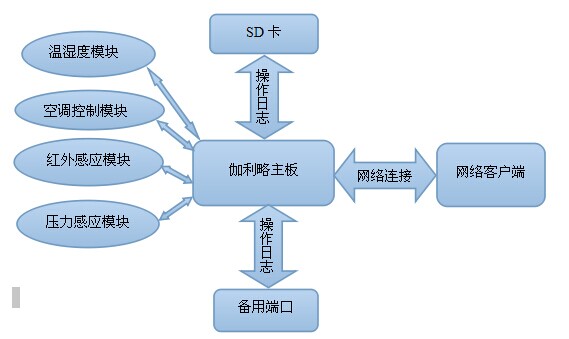 SD 卡
温湿度模块
操作日志
空调控制模块
红外感应模块
伽利略主板
网络连接
网络客户端
压力感应模块
操作日志
备用端口